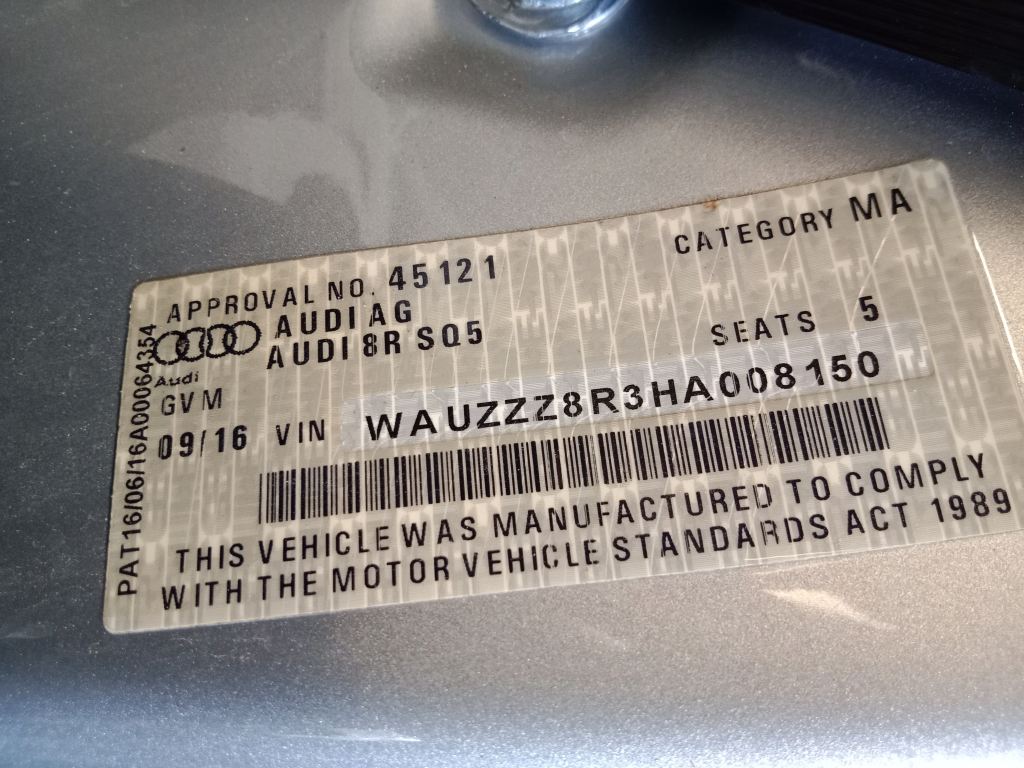 APPROVAL NO. 45121
CATEGORY MA
AUDI AG
AUDI 8R SQ5
SEATS 5
Audi
GVM
09/16 VIN WAUZZZ8R3HA008150
THIS VEHICLE WAS MANUFACTURED TO COMPLY
WITH THE MOTOR VEHICLE STANDARDS ACT 1989
PAT16/06/16A00064354